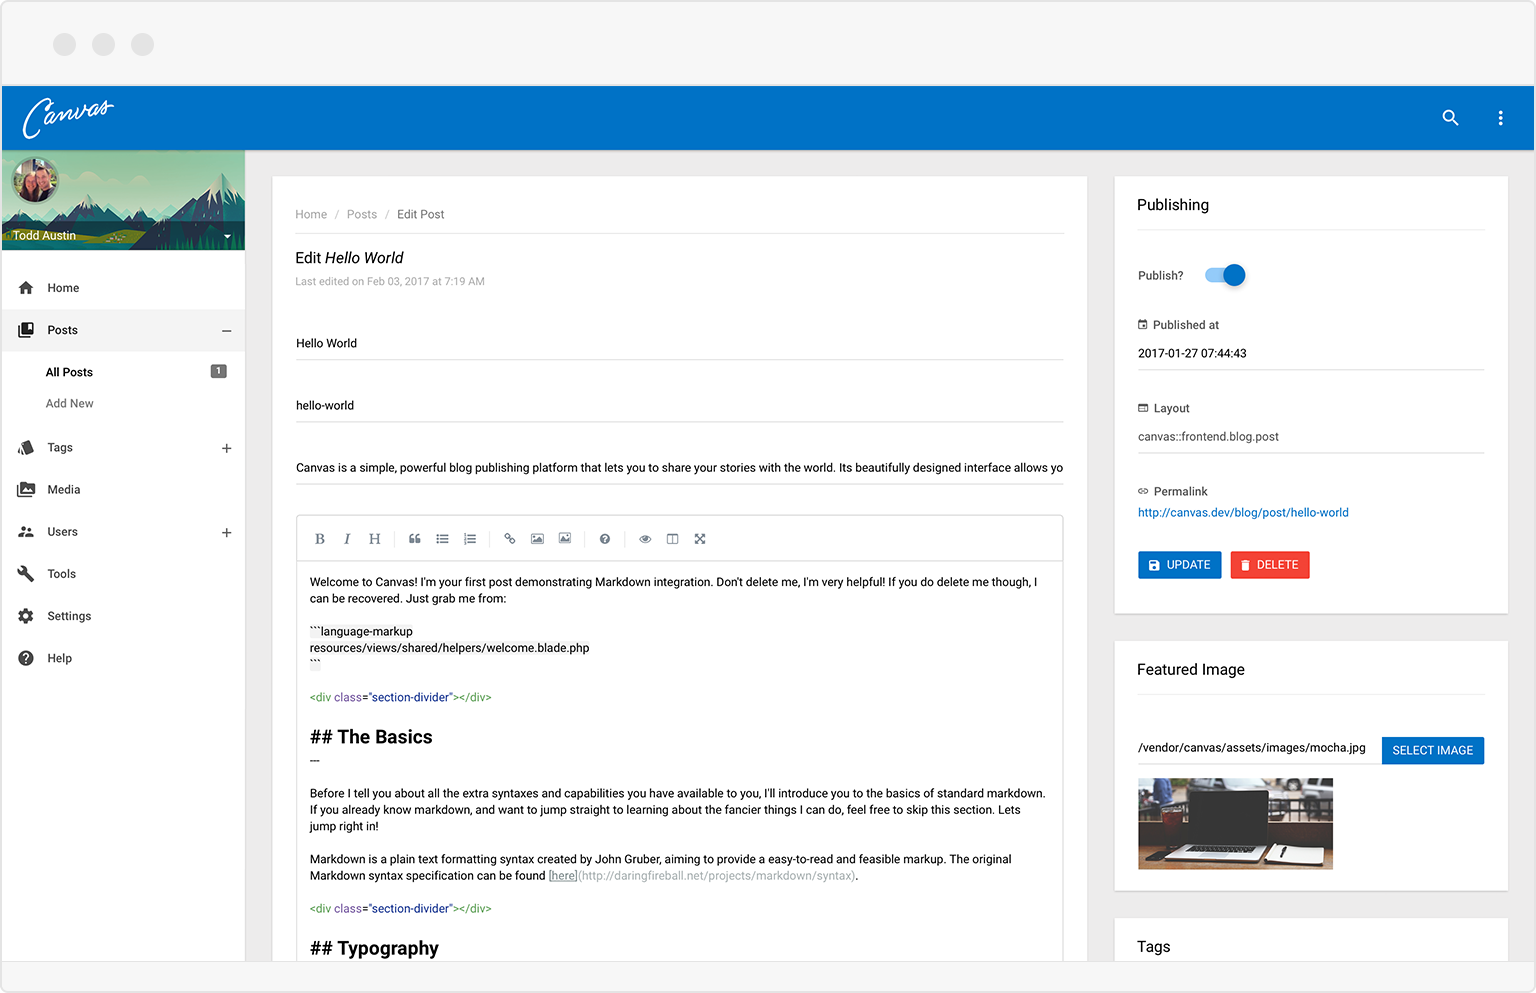 Canvas
Todd Austin
Home
Posts
All Posts 1
Add New
Tags
Media
Users
Tools
Settings
Help
Home / Posts / Edit Post
Edit Hello World
Last edited on Feb 03, 2017 at 7:19 AM
Hello World
hello-world
Canvas is a simple, powerful blog publishing platform that lets you to share your stories with the world. Its beautifully designed interface allows yo
B I H
Welcome to Canvas! I'm your first post demonstrating Markdown integration. Don't delete me, I'm very helpful! If you do delete me though, I
can be recovered. Just grab me from:
```language-markup
resources/views/shared/helpers/welcome.blade.php
```
<div class="section-divider"></div>
## The Basics
---
Before I tell you about all the extra syntaxes and capabilities you have available to you, I'll introduce you to the basics of standard markdown.
If you already know markdown, and want to jump straight to learning about the fancier things I can do, feel free to skip this section. Lets
jump right in!
Markdown is a plain text formatting syntax created by John Gruber, aiming to provide a easy-to-read and feasible markup. The original
Markdown syntax specification can be found [here](http://daringfireball.net/projects/markdown/syntax).
<div class="section-divider"></div>
## Typography
Publishing
Publish?
Published at
2017-01-27 07:44:43
Layout
canvas::frontend.blog.post
Permalink
http://canvas.dev/blog/post/hello-world
UPDATE DELETE
Featured Image
/vendor/canvas/assets/images/mocha.jpg SELECT IMAGE
Tags